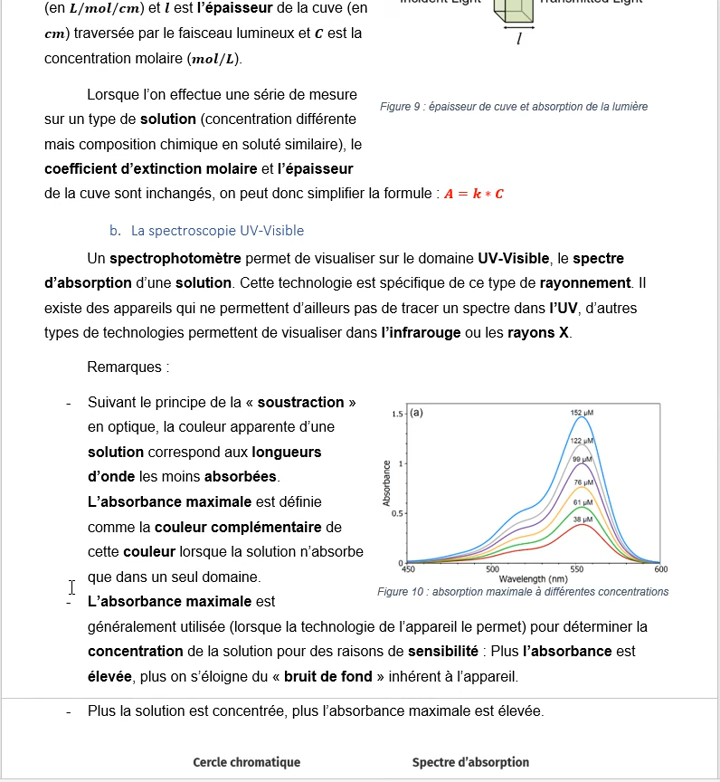 (en L/mol/cm) et l est l'épaisseur de la cuve (en
cm) traversée par le faisceau lumineux et C est la
concentration molaire (mol/L).
Incident Light
Transmitted Light
l
Figure 9 : épaisseur de cuve et absorption de la lumière
Lorsque l'on effectue une série de mesure
sur un type de solution (concentration différente
mais composition chimique en soluté similaire), le
coefficient d'extinction molaire et l'épaisseur
de la cuve sont inchangés, on peut donc simplifier la formule : A = k * C
b. La spectroscopie UV-Visible
Un spectrophotomètre permet de visualiser sur le domaine UV-Visible, le spectre
d'absorption d'une solution. Cette technologie est spécifique de ce type de rayonnement. Il
existe des appareils qui ne permettent d'ailleurs pas de tracer un spectre dans l'UV, d'autres
types de technologies permettent de visualiser dans l'infrarouge ou les rayons X.
Remarques :
- Suivant le principe de la « soustraction »
en optique, la couleur apparente d'une
solution correspond aux longueurs
d'onde les moins absorbées.
L'absorbance maximale est définie
comme la couleur complémentaire de
cette couleur lorsque la solution n'absorbe
que dans un seul domaine.
1.5
(a)
152 µM
122 µM
99 µM
76 µM
61 µM
38 µM
1
0.5
0
Absorbance
450
500
550
600
Wavelength (nm)
Figure 10 : absorption maximale à différentes concentrations
- L'absorbance maximale est
généralement utilisée (lorsque la technologie de l'appareil le permet) pour déterminer la
concentration de la solution pour des raisons de sensibilité : Plus l'absorbance est
élevée, plus on s'éloigne du « bruit de fond » inhérent à l'appareil.
- Plus la solution est concentrée, plus l'absorbance maximale est élevée.
Cercle chromatique
Spectre d'absorption